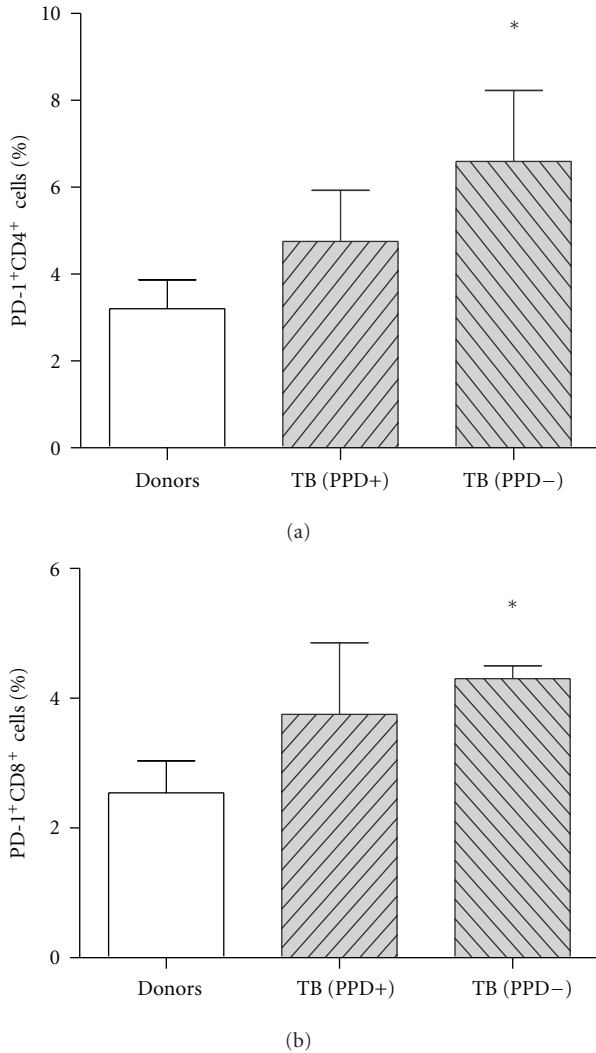 10
8
6
4
2
0
PD-1⁺CD4⁺ cells (%)
*
Donors
TB (PPD+)
TB (PPD−)
(a)
6
4
2
0
PD-1⁺CD8⁺ cells (%)
*
Donors
TB (PPD+)
TB (PPD−)
(b)